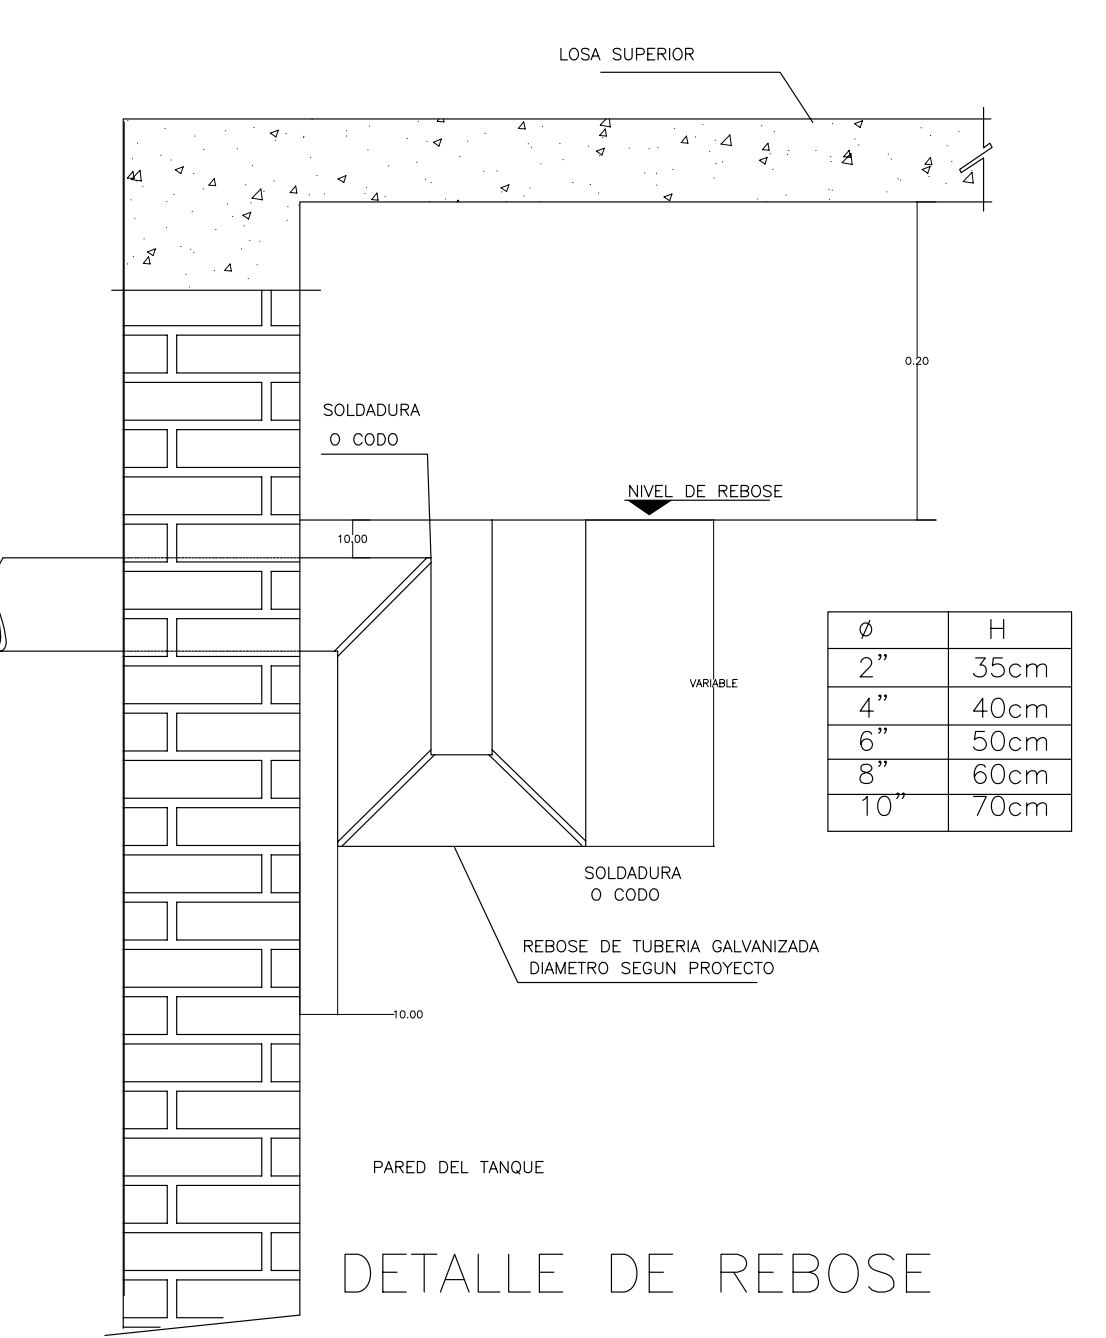 LOSA SUPERIOR
0.20
SOLDADURA
O CODO
NIVEL DE REBOSE
10.00
VARIABLE
Ø H
2” 35cm
4” 40cm
6” 50cm
8” 60cm
10” 70cm
SOLDADURA
O CODO
REBOSE DE TUBERIA GALVANIZADA
DIAMETRO SEGUN PROYECTO
10.00
PARED DEL TANQUE
DETALLE DE REBOSE